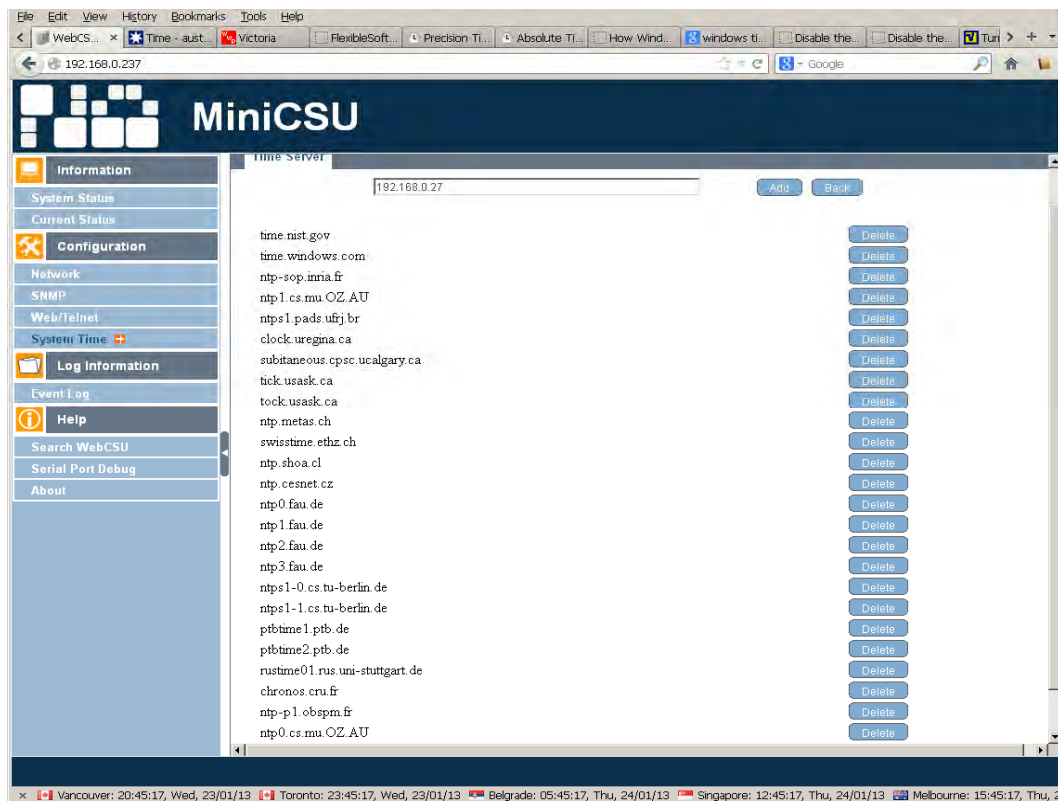 File Edit View History Bookmarks Tools Help
WebCS... × Time - aust... Victoria FlexibleSoft... Precision Ti... Absolute Ti... How Wind... windows ti... Disable the... Disable the... Turn
192.168.0.237 Google
MiniCSU
Information
System Status
Current Status
Configuration
Network
SNMP
Web/Telnet
System Time
Log Information
Event Log
Help
Search WebCSU
Serial Port Debug
About
Time Server
192.168.0.27 Add Back
time.nist.gov Delete
time.windows.com Delete
ntp-sop.inria.fr Delete
ntp1.cs.mu.OZ.AU Delete
ntps1.pads.ufrj.br Delete
clock.uregina.ca Delete
subitaneous.cpsc.ucalgary.ca Delete
tick.usask.ca Delete
tock.usask.ca Delete
ntp.metas.ch Delete
swisstime.ethz.ch Delete
ntp.shoa.cl Delete
ntp.cesnet.cz Delete
ntp0.fau.de Delete
ntp1.fau.de Delete
ntp2.fau.de Delete
ntp3.fau.de Delete
ntps1-0.cs.tu-berlin.de Delete
ntps1-1.cs.tu-berlin.de Delete
ptbtime1.ptb.de Delete
ptbtime2.ptb.de Delete
rustime01.rus.uni-stuttgart.de Delete
chronos.cru.fr Delete
ntp-p1.obspm.fr Delete
ntp0.cs.mu.OZ.AU Delete
× Vancouver: 20:45:17, Wed, 23/01/13 Toronto: 23:45:17, Wed, 23/01/13 Belgrade: 05:45:17, Thu, 24/01/13 Singapore: 12:45:17, Thu, 24/01/13 Melbourne: 15:45:17, Thu,